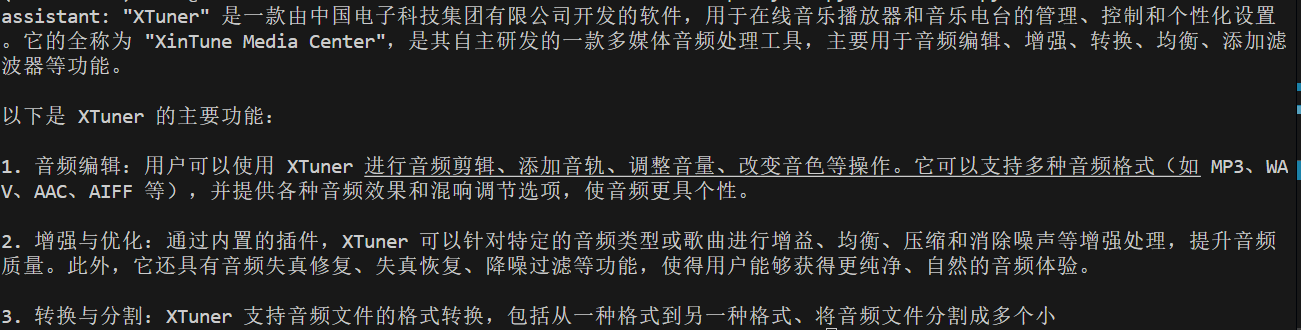 assistant: "XTuner" 是一款由中国电子科技集团有限公司开发的软件，用于在线音乐播放器和音乐电台的管理、控制和个性化设置
。它的全称为 "XinTune Media Center"，是其自主研发的一款多媒体音频处理工具，主要用于音频编辑、增强、转换、均衡、添加滤
波器等功能。
以下是 XTuner 的主要功能：
1. 音频编辑：用户可以使用 XTuner 进行音频剪辑、添加音轨、调整音量、改变音色等操作。它可以支持多种音频格式（如 MP3、WA
V、AAC、AIFF 等），并提供各种音频效果和混响调节选项，使音频更具个性。
2. 增强与优化：通过内置的插件，XTuner 可以针对特定的音频类型或歌曲进行增益、均衡、压缩和消除噪声等增强处理，提升音频
质量。此外，它还具有音频失真修复、失真恢复、降噪过滤等功能，使得用户能够获得更纯净、自然的音频体验。
3. 转换与分割：XTuner 支持音频文件的格式转换，包括从一种格式到另一种格式、将音频文件分割成多个小